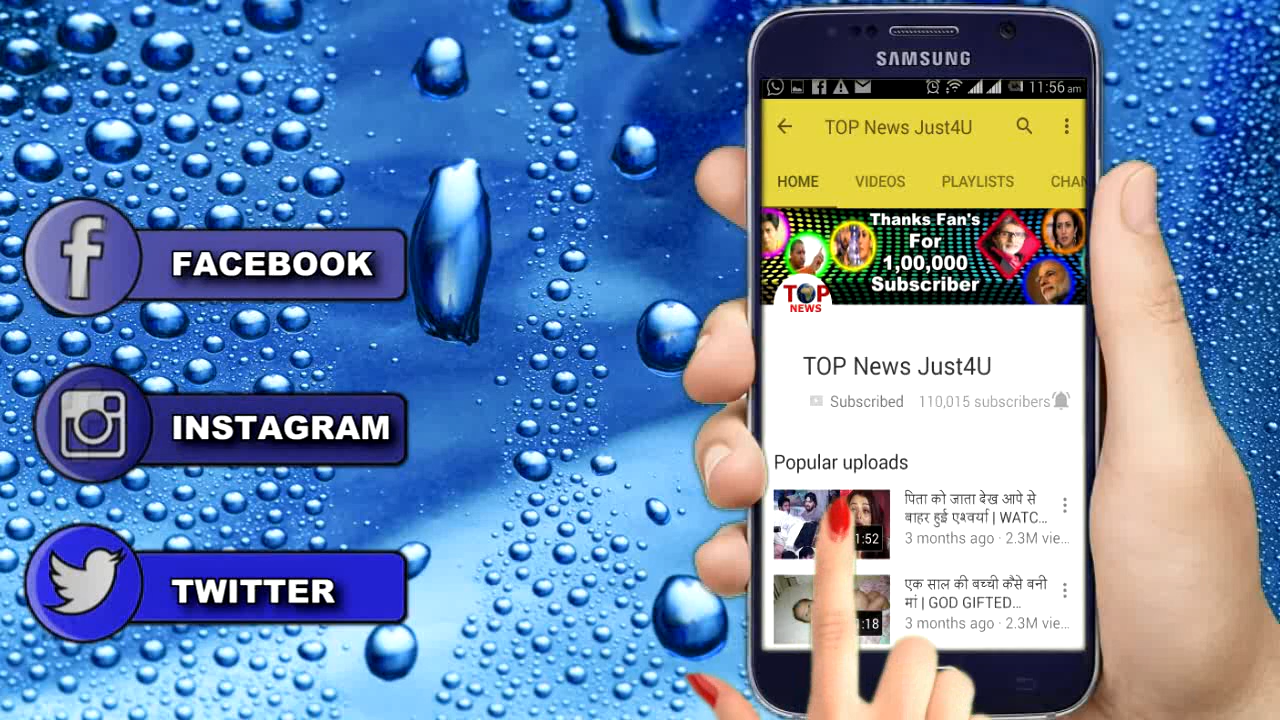 FACEBOOK
INSTAGRAM
TWITTER
SAMSUNG
11:56 am
TOP News Just4U
HOME VIDEOS PLAYLISTS CHAN
Thanks Fan's
For
1,00,000
Subscriber
TOP
NEWS
TOP News Just4U
Subscribed 110,015 subscribers
Popular uploads
पिता को जाता देख आपे से
बाहर हुई एश्वर्या | WATC...
3 months ago · 2.3M vie...
1:52
एक साल की बच्ची कैसे बनी
मां | GOD GIFTED...
3 months ago · 2.3M vie...
1:18